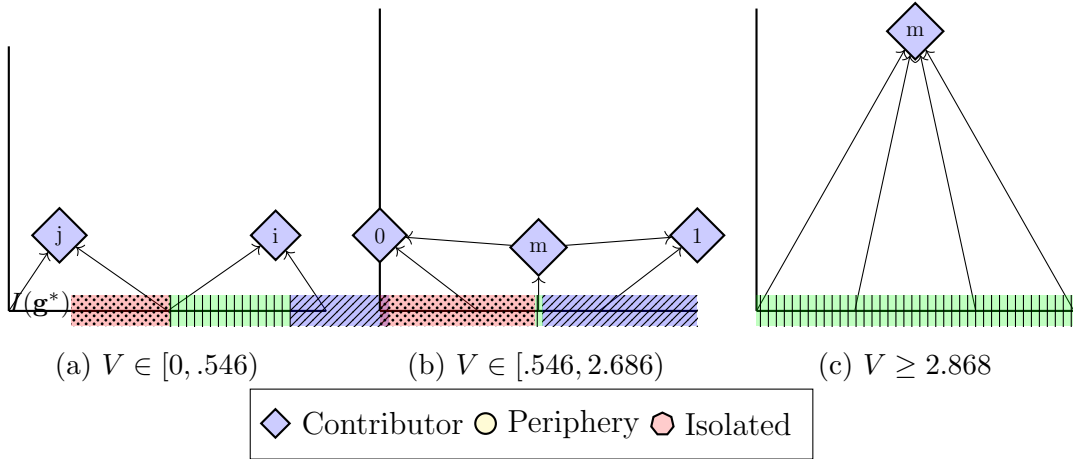 m
j i 0 m 1
I(g*)
(a) V ∈ [0, .546) (b) V ∈ [.546, 2.686) (c) V ≥ 2.868
Contributor Periphery Isolated